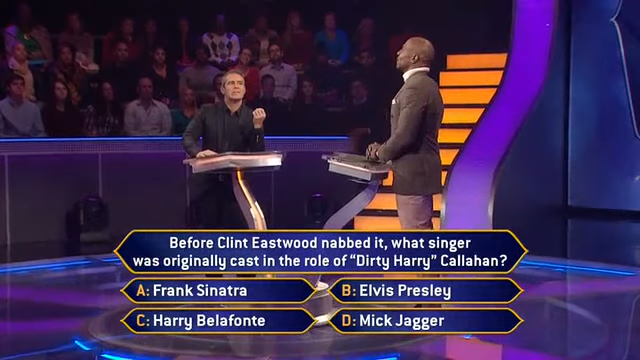 Before Clint Eastwood nabbed it, what singer
was originally cast in the role of “Dirty Harry” Callahan?
A: Frank Sinatra
B: Elvis Presley
C: Harry Belafonte
D: Mick Jagger